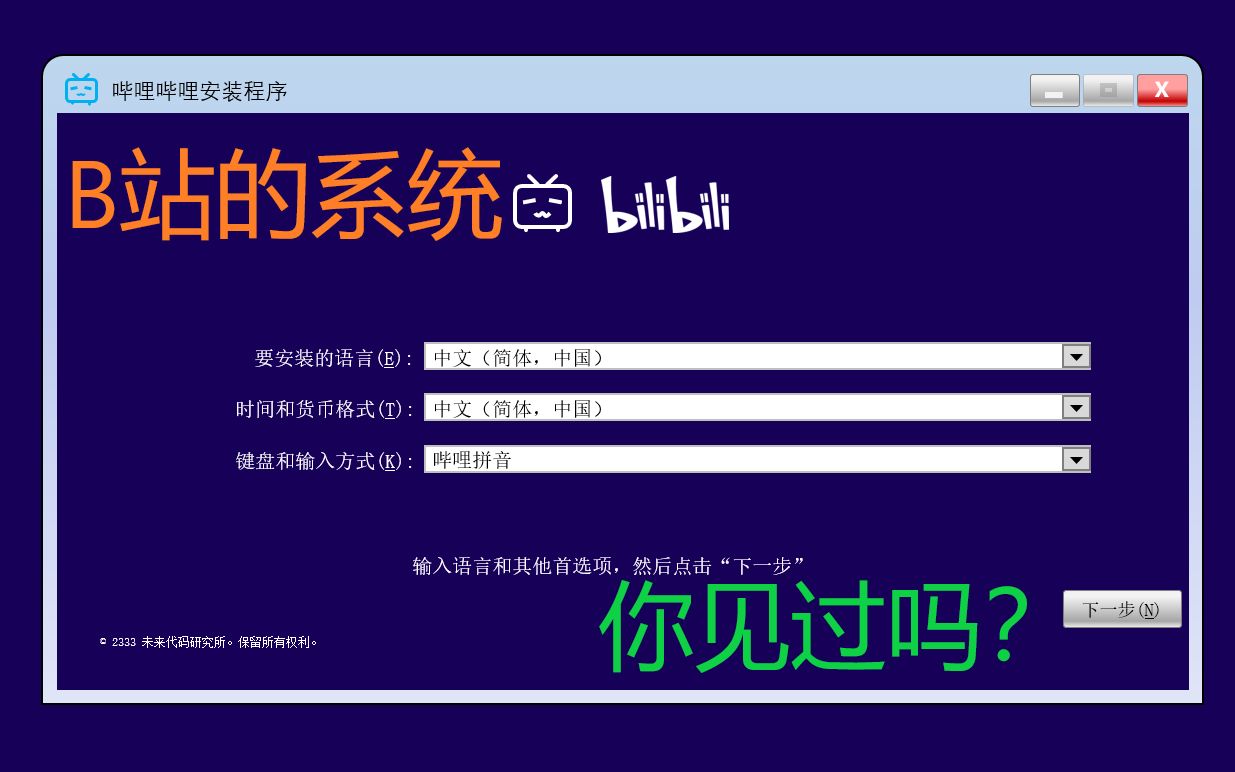 哔哩哔哩安装程序
X
B站的系统 bilibili
要安装的语言(E): 中文（简体，中国）
时间和货币格式(T): 中文（简体，中国）
键盘和输入方式(K): 哔哩拼音
输入语言和其他首选项，然后点击“下一步”
你见过吗？
下一步(N)
© 2333 未来代码研究所。保留所有权利。